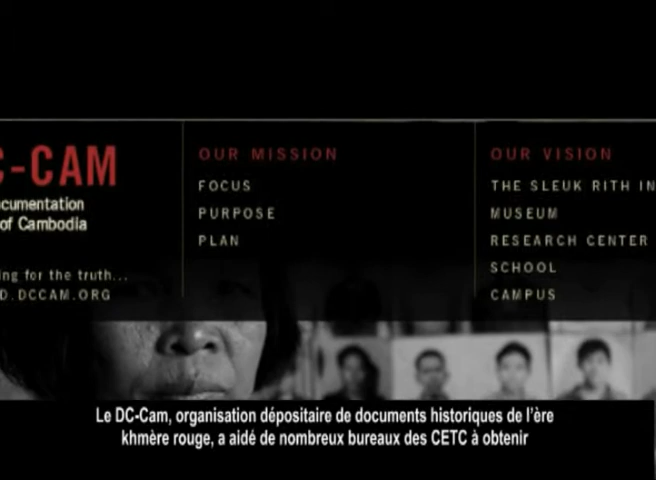 C-CAM
cumentation
of Cambodia
ing for the truth...
D.DCCAM.ORG
OUR MISSION
FOCUS
PURPOSE
PLAN
OUR VISION
THE SLEUK RITH IN
MUSEUM
RESEARCH CENTER
SCHOOL
CAMPUS
Le DC-Cam, organisation dépositaire de documents historiques de l'ère
khmère rouge, a aidé de nombreux bureaux des CETC à obtenir